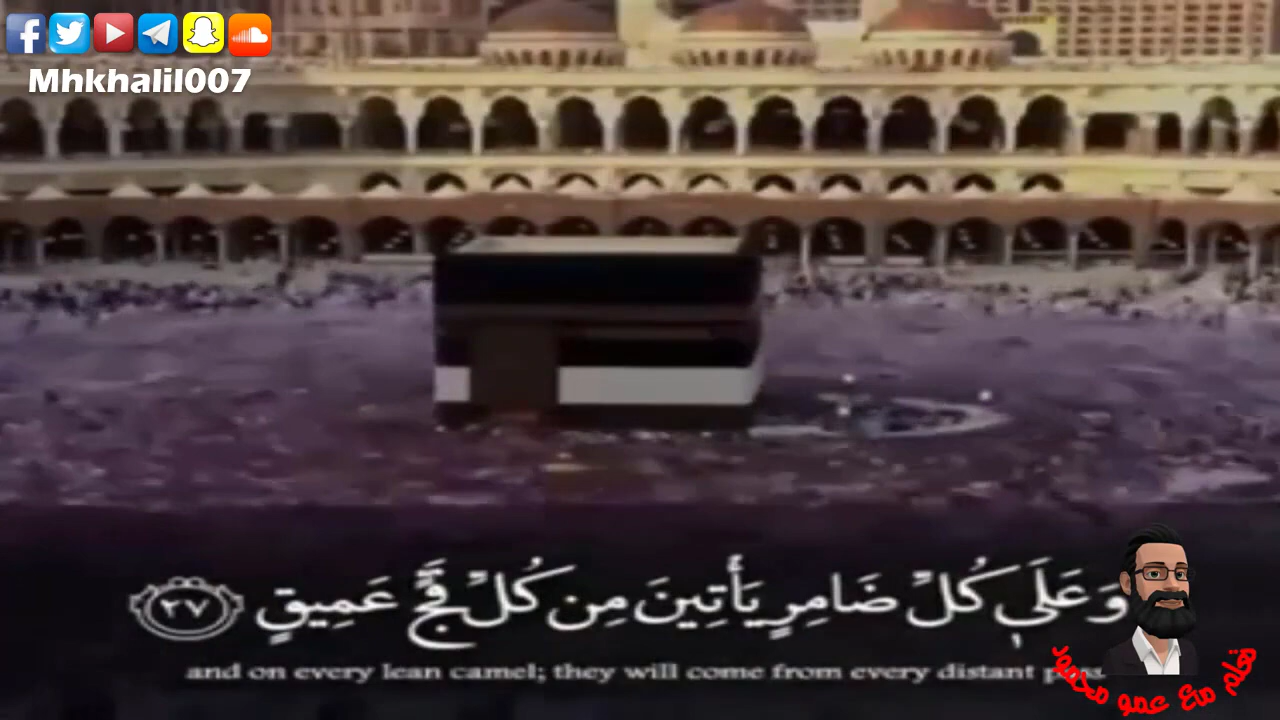 Mhkhalil007
وَعَلَىٰ كُلِّ ضَامِرٍ يَأْتِينَ مِن كُلِّ فَجٍّ عَمِيقٍ ٢٧
and on every lean camel; they will come from every distant
تعلم مع عمو محمود